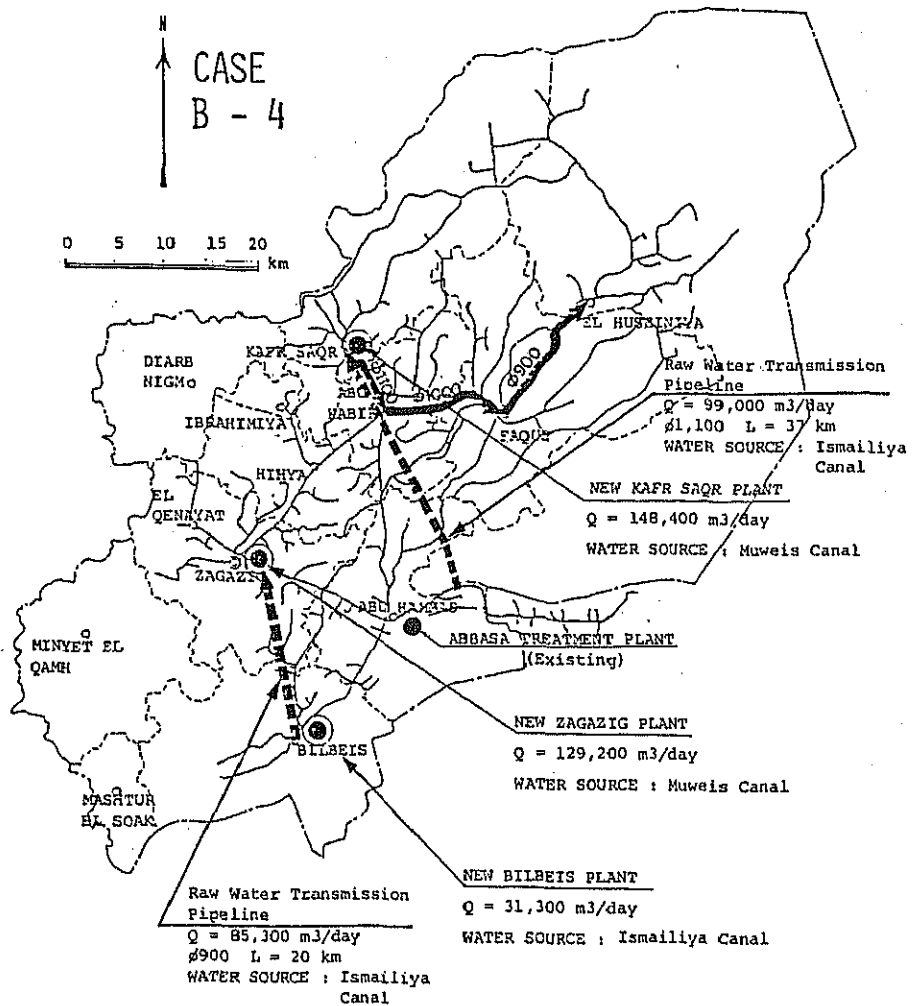 N
CASE
B - 4
0 5 10 15 20
km
EL HUSAINIYA
KAFR SAQR
DIARB
NIGM
Ø900
Raw Water Transmission
Pipeline
Q = 99,000 m3/day
ø1,100 L = 37 km
WATER SOURCE : Ismailiya
Canal
ABO
KABIR
IBRAHIMIYA
FAQUS
HIHYA
NEW KAFR SAQR PLANT
Q = 148,400 m3/day
WATER SOURCE : Muweis Canal
EL
QENAYAT
ZAGAZIG
ABU HAMMAD
ABBASA TREATMENT PLANT
(Existing)
MINYET EL
QAMH
NEW ZAGAZIG PLANT
Q = 129,200 m3/day
WATER SOURCE : Muweis Canal
BILBEIS
MASHTUR
EL SOAK
NEW BILBEIS PLANT
Q = 31,300 m3/day
WATER SOURCE : Ismailiya Canal
Raw Water Transmission
Pipeline
Q = 85,300 m3/day
ø900 L = 20 km
WATER SOURCE : Ismailiya
Canal